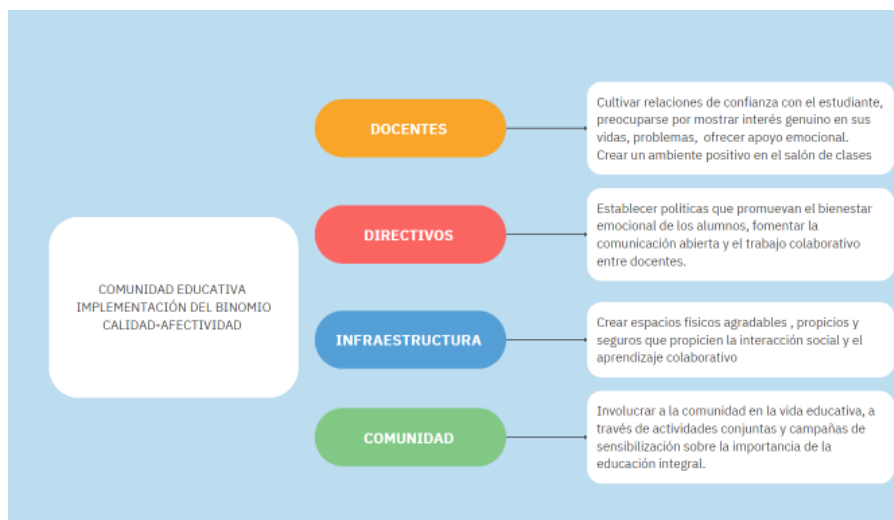 COMUNIDAD EDUCATIVA
IMPLEMENTACIÓN DEL BINOMIO
CALIDAD-AFECTIVIDAD
DOCENTES
Cultivar relaciones de confianza con el estudiante,
preocuparse por mostrar interés genuino en sus
vidas, problemas, ofrecer apoyo emocional.
Crear un ambiente positivo en el salón de clases
DIRECTIVOS
Establecer políticas que promuevan el bienestar
emocional de los alumnos, fomentar la
comunicación abierta y el trabajo colaborativo
entre docentes.
INFRAESTRUCTURA
Crear espacios físicos agradables , propicios y
seguros que propicien la interacción social y el
aprendizaje colaborativo
COMUNIDAD
Involucrar a la comunidad en la vida educativa, a
través de actividades conjuntas y campañas de
sensibilización sobre la importancia de la
educación integral.